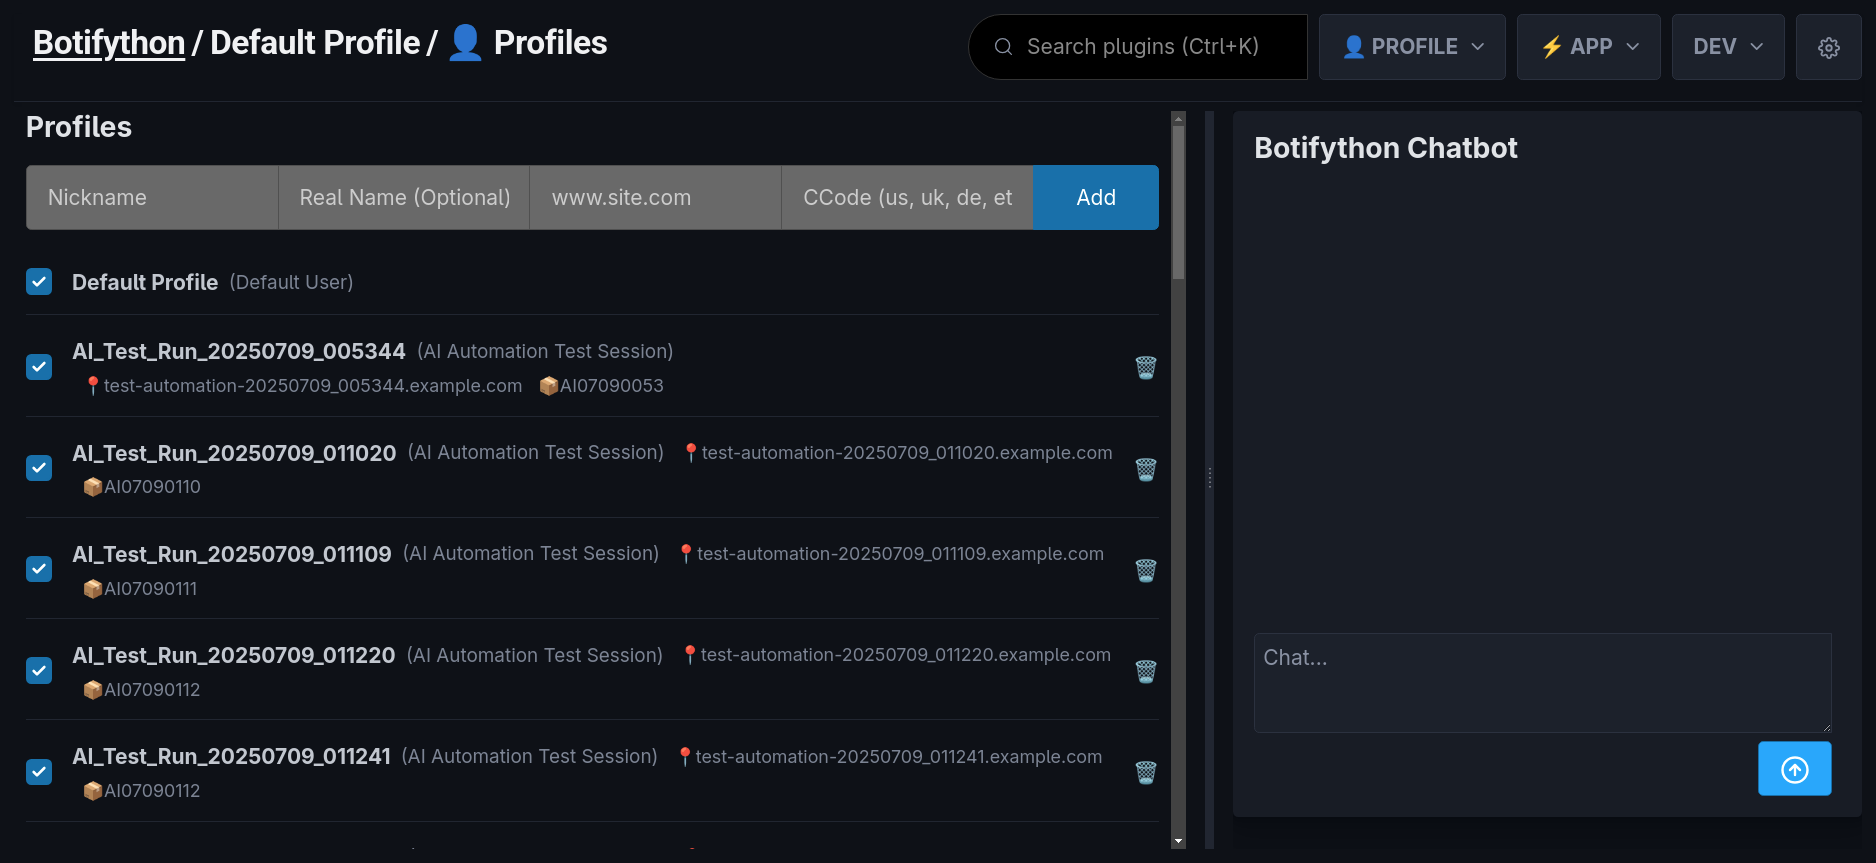 Botifython / Default Profile / 👤 Profiles
Search plugins (Ctrl+K)
👤 PROFILE
⚡ APP
DEV
Profiles
Nickname
Real Name (Optional)
www.site.com
CCode (us, uk, de, et
Add
Default Profile (Default User)
AI_Test_Run_20250709_005344 (AI Automation Test Session)
📍test-automation-20250709_005344.example.com 📦AI07090053
AI_Test_Run_20250709_011020 (AI Automation Test Session) 📍test-automation-20250709_011020.example.com
📦AI07090110
AI_Test_Run_20250709_011109 (AI Automation Test Session) 📍test-automation-20250709_011109.example.com
📦AI07090111
AI_Test_Run_20250709_011220 (AI Automation Test Session) 📍test-automation-20250709_011220.example.com
📦AI07090112
AI_Test_Run_20250709_011241 (AI Automation Test Session) 📍test-automation-20250709_011241.example.com
📦AI07090112
Botifython Chatbot
Chat...